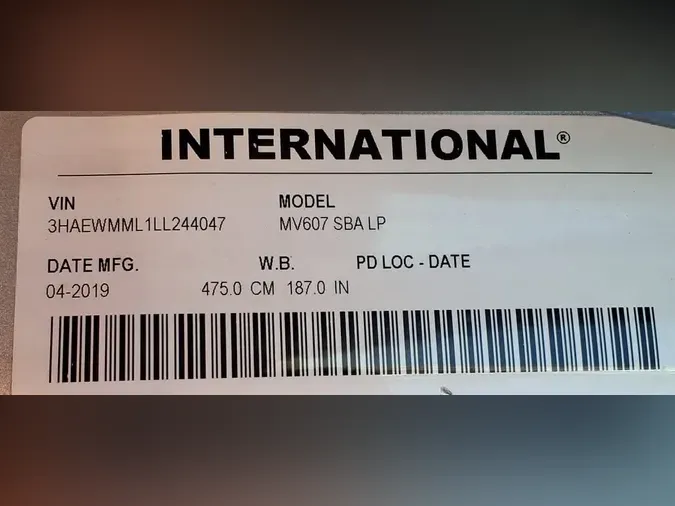 INTERNATIONAL®
VIN MODEL
3HAEWMML1LL244047 MV607 SBA LP
DATE MFG. W.B. PD LOC - DATE
04-2019 475.0 CM 187.0 IN